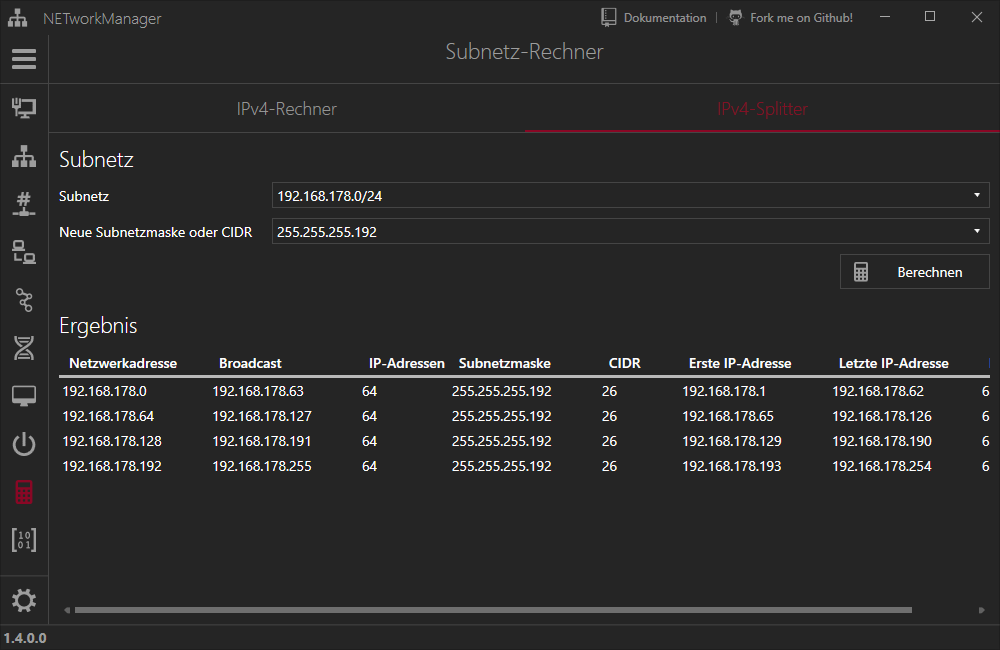 NETworkManager Dokumentation | Fork me on Github!
Subnetz-Rechner
IPv4-Rechner IPv4-Splitter
Subnetz
Subnetz 192.168.178.0/24
Neue Subnetzmaske oder CIDR 255.255.255.192
Berechnen
Ergebnis
Netzwerkadresse Broadcast IP-Adressen Subnetzmaske CIDR Erste IP-Adresse Letzte IP-Adresse
192.168.178.0 192.168.178.63 64 255.255.255.192 26 192.168.178.1 192.168.178.62 6
192.168.178.64 192.168.178.127 64 255.255.255.192 26 192.168.178.65 192.168.178.126 6
192.168.178.128 192.168.178.191 64 255.255.255.192 26 192.168.178.129 192.168.178.190 6
192.168.178.192 192.168.178.255 64 255.255.255.192 26 192.168.178.193 192.168.178.254 6
1.4.0.0